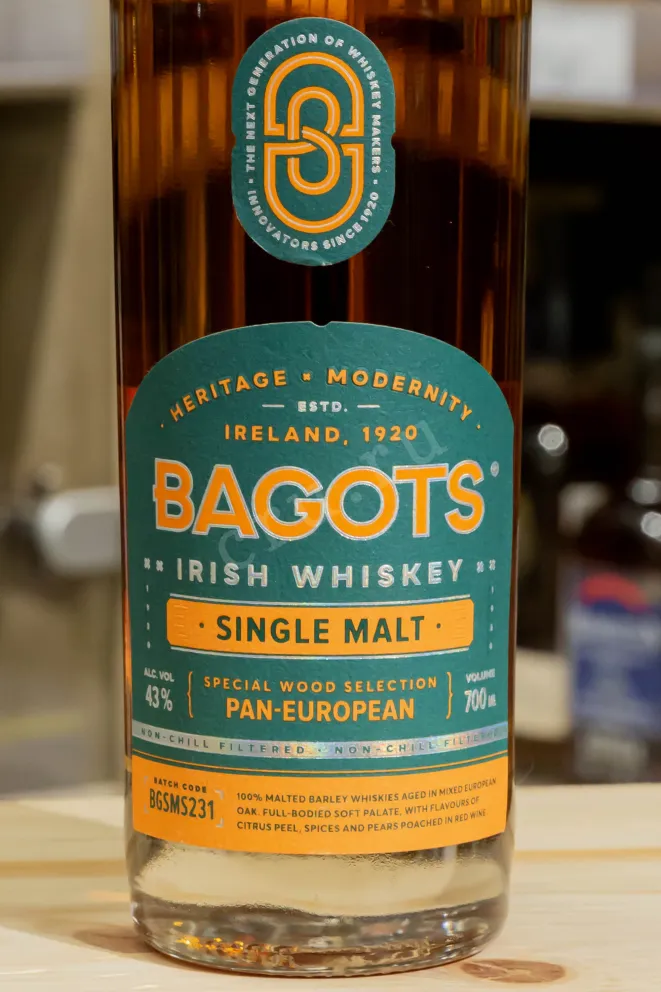 · THE NEXT GENERATION OF WHISKEY MAKERS ·
INNOVATORS SINCE 1920
· HERITAGE × MODERNITY ·
— ESTD. —
IRELAND, 1920
BAGOTS®
IRISH WHISKEY
· SINGLE MALT ·
ALC. VOL
43%
SPECIAL WOOD SELECTION
PAN-EUROPEAN
VOLUME
700 ML
NON-CHILL FILTERED · NON-CHILL FILTERED
BATCH CODE
BGSMS231
100% MALTED BARLEY WHISKIES AGED IN MIXED EUROPEAN
OAK. FULL-BODIED SOFT PALATE, WITH FLAVOURS OF
CITRUS PEEL, SPICES AND PEARS POACHED IN RED WINE.